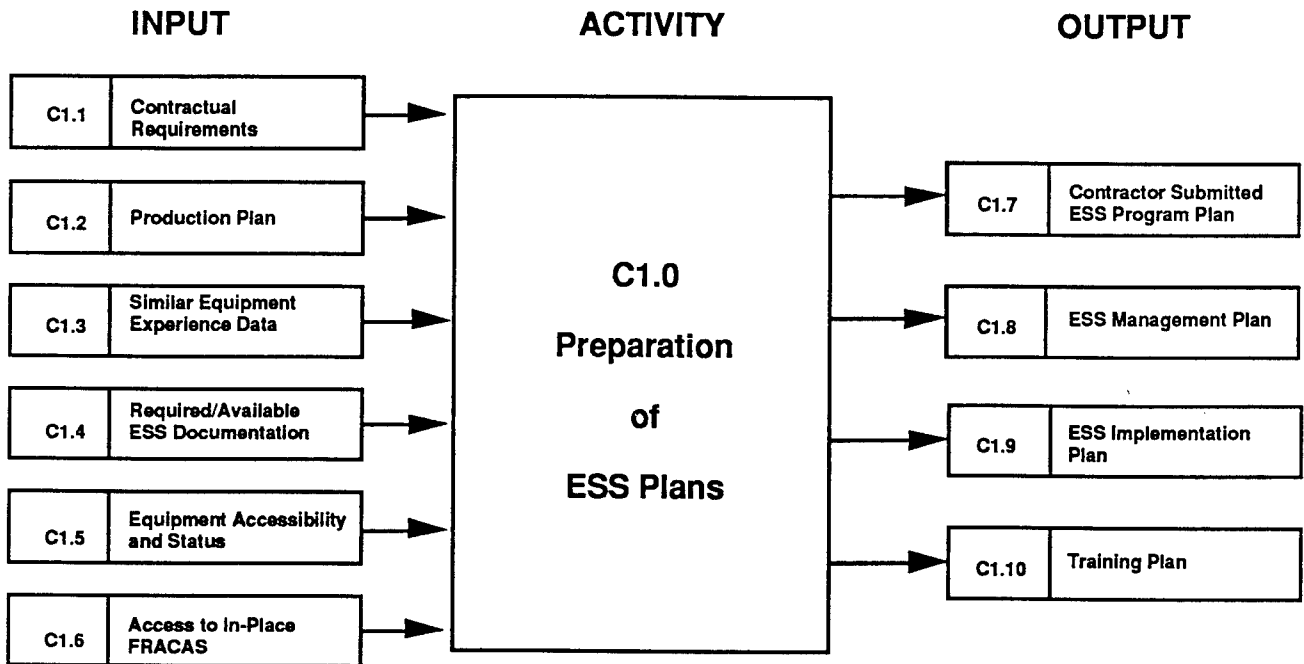 INPUT
ACTIVITY
OUTPUT
C1.1
Contractual
Requirements
C1.2
Production Plan
C1.3
Similar Equipment
Experience Data
C1.4
Required/Available
ESS Documentation
C1.5
Equipment Accessibility
and Status
C1.6
Access to In-Place
FRACAS
C1.0
Preparation
of
ESS Plans
C1.7
Contractor Submitted
ESS Program Plan
C1.8
ESS Management Plan
C1.9
ESS Implementation
Plan
C1.10
Training Plan